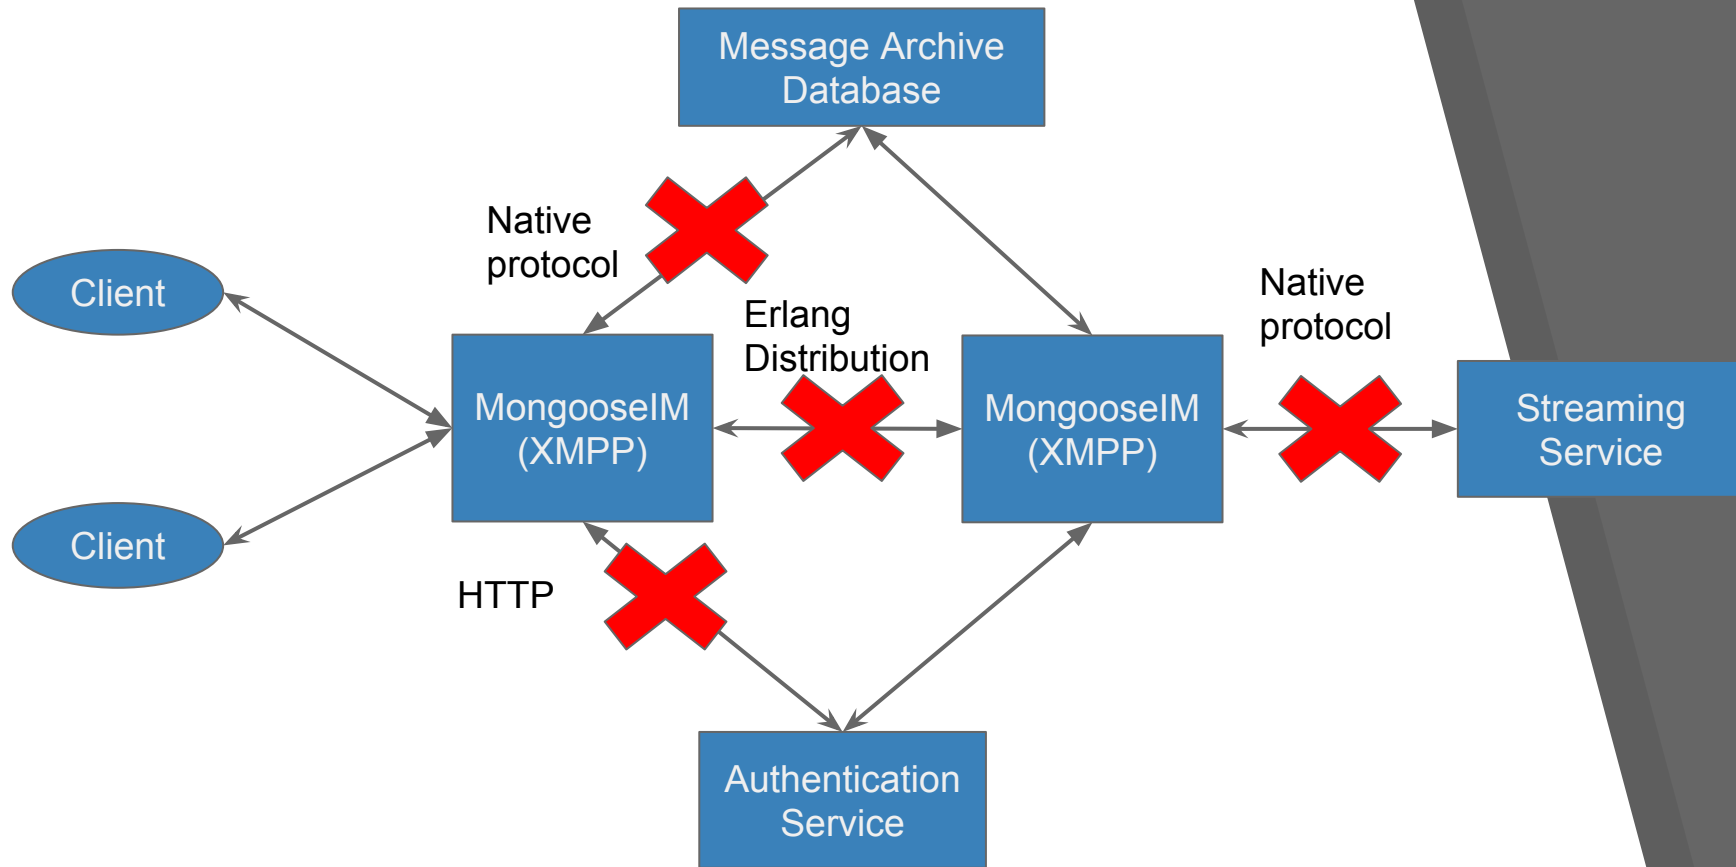 Message Archive
Database
Native
protocol
Client
Erlang
Distribution
Native
protocol
MongooseIM
(XMPP)
MongooseIM
(XMPP)
Streaming
Service
Client
HTTP
Authentication
Service